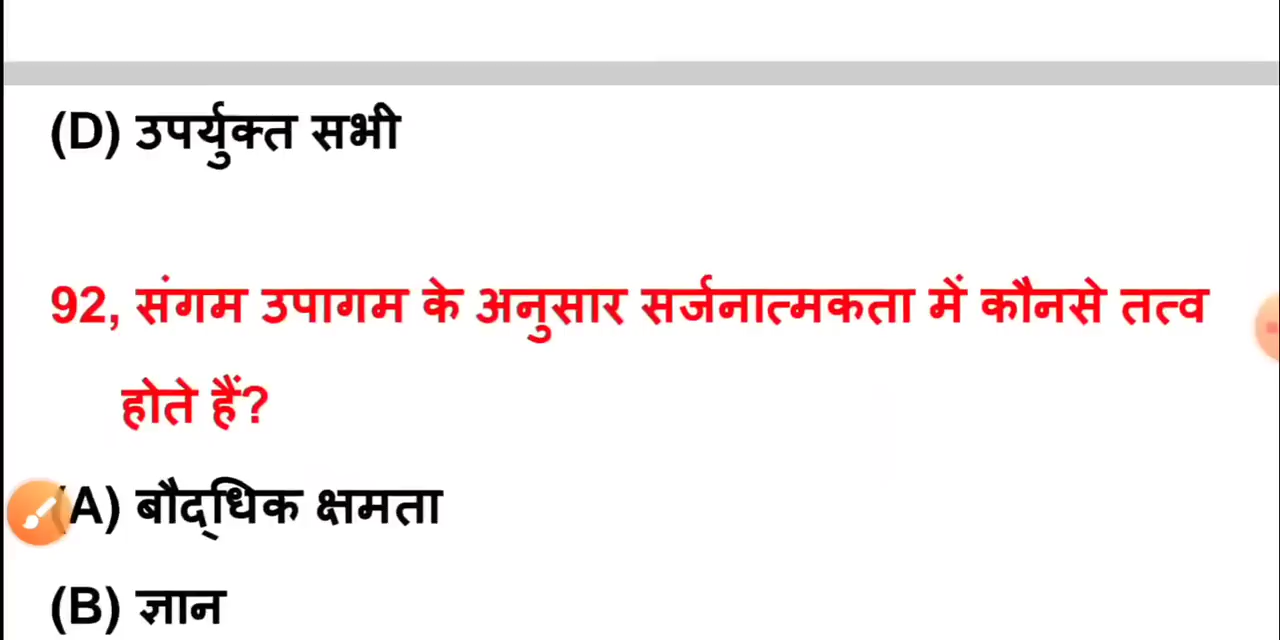 (D) उपर्युक्त सभी
92, संगम उपागम के अनुसार सर्जनात्मकता में कौनसे तत्व
होते हैं?
(A) बौद्धिक क्षमता
(B) ज्ञान